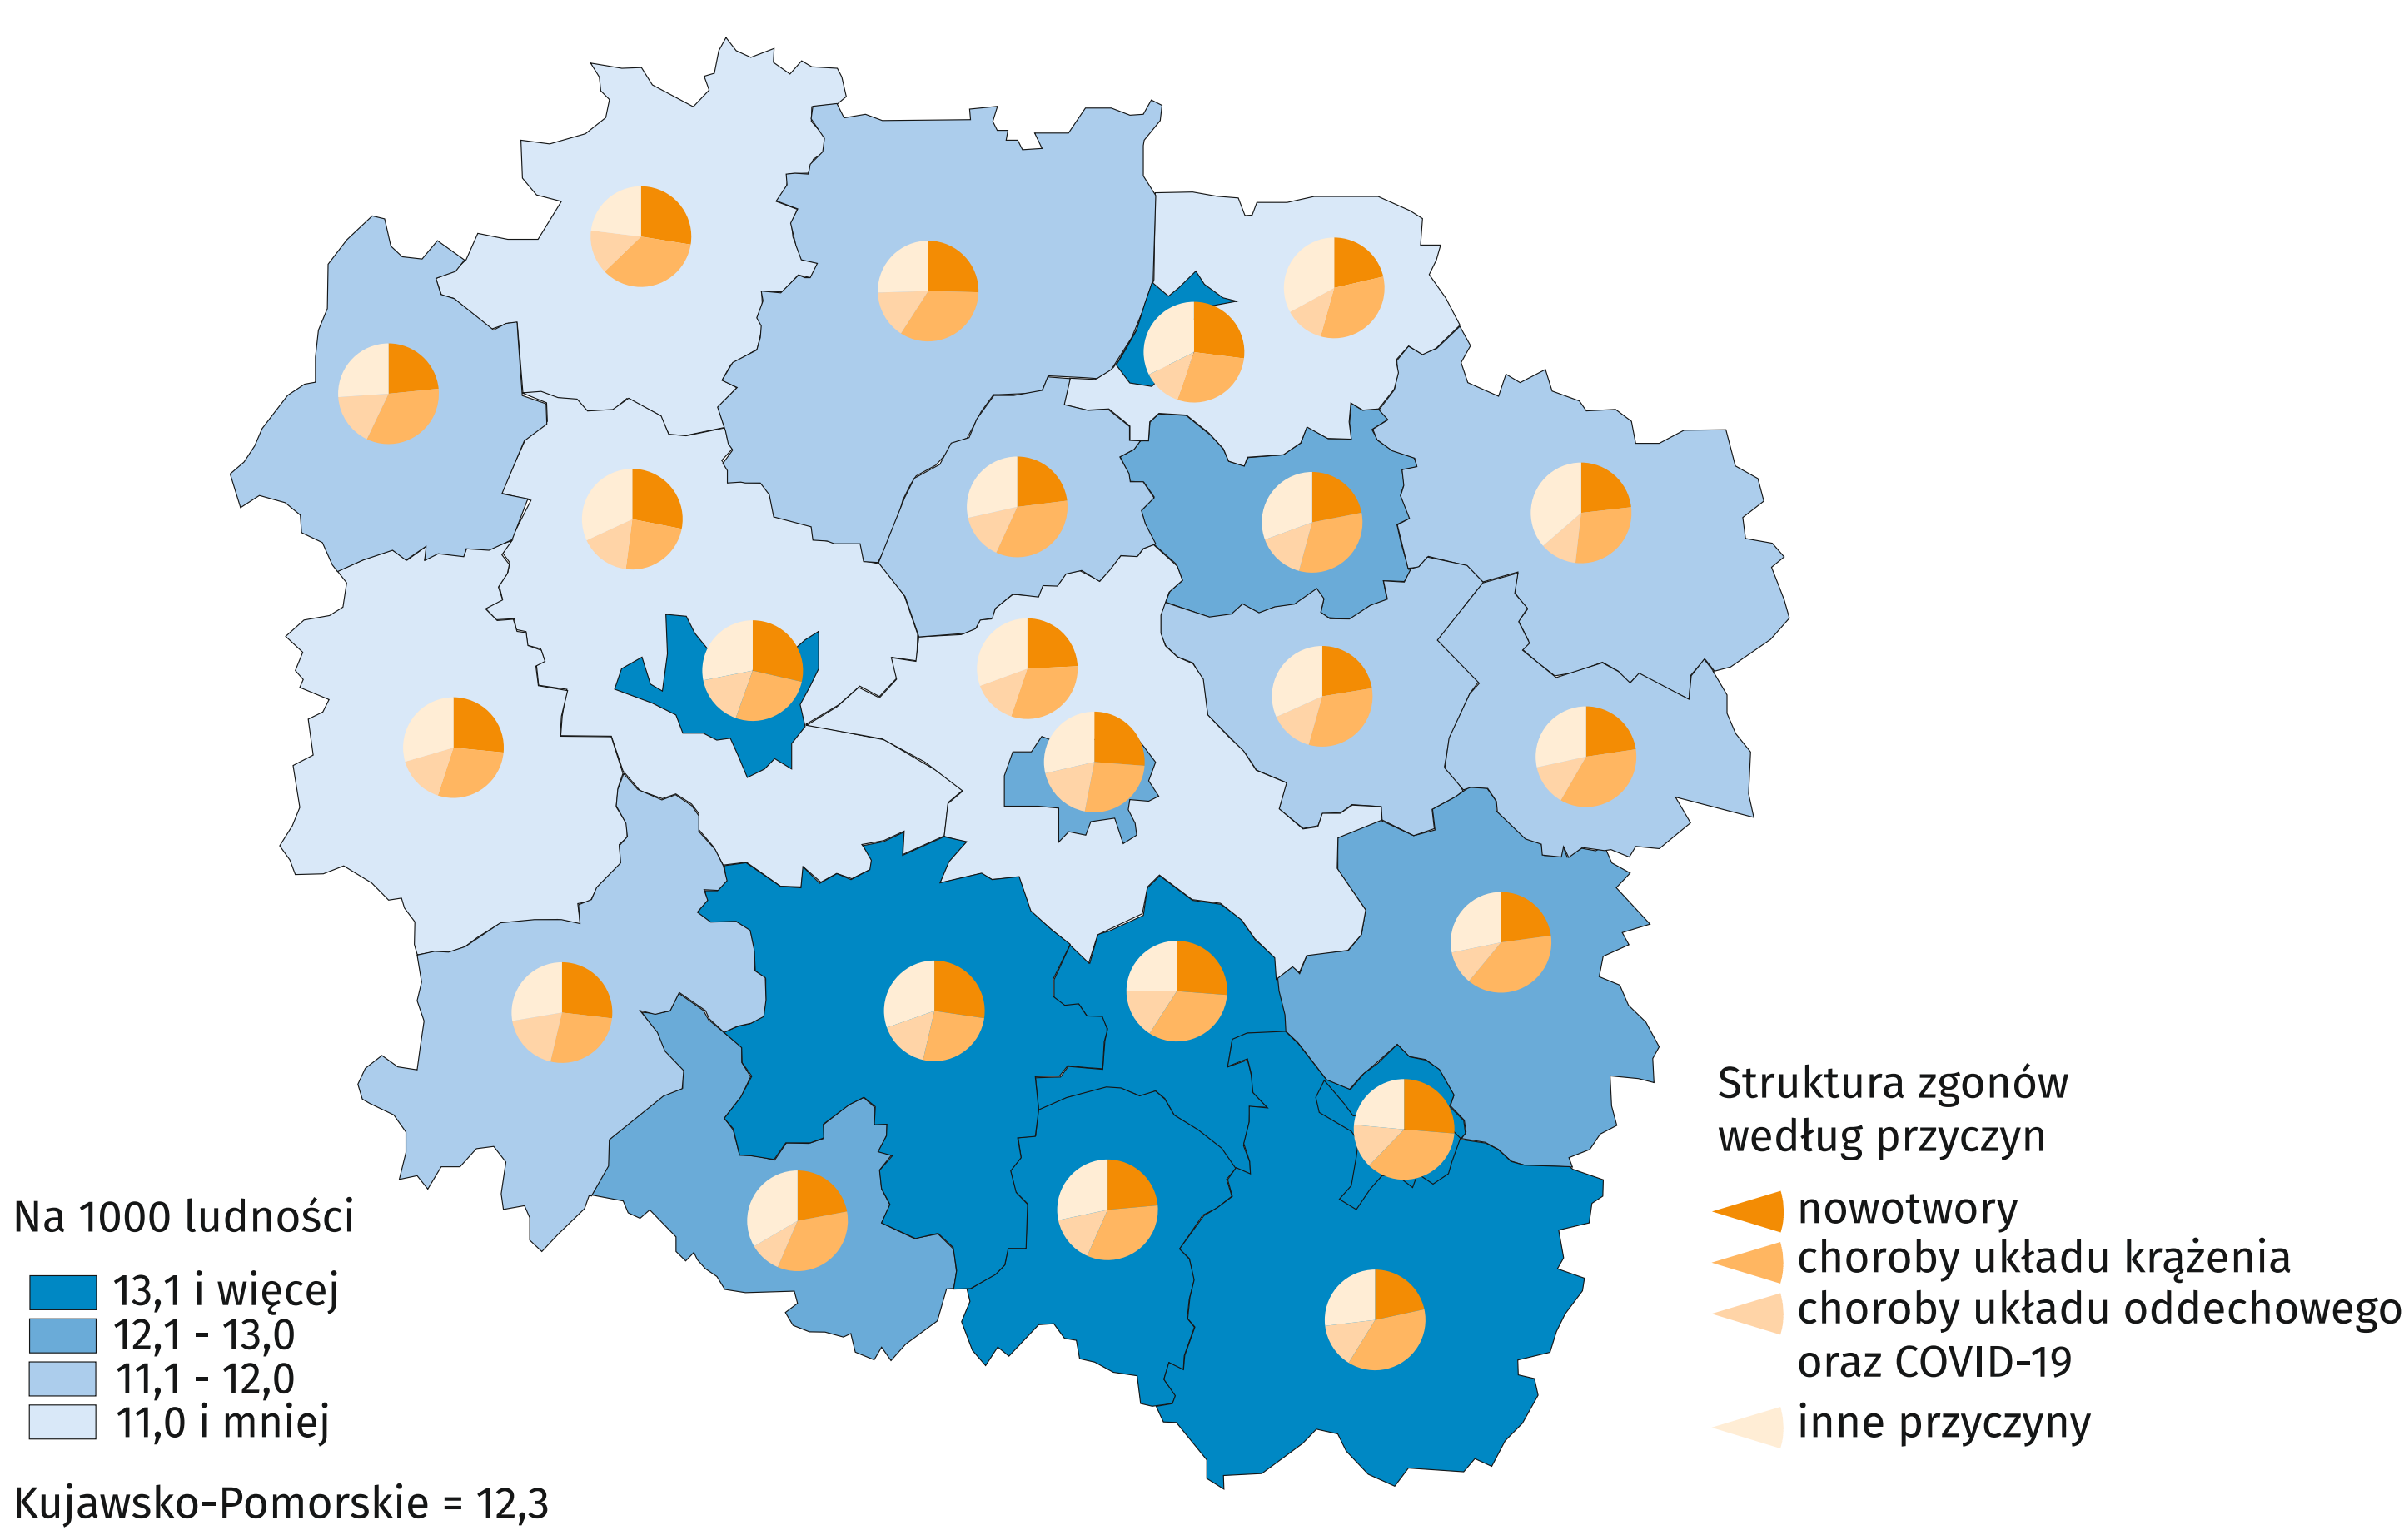 Struktura zgonów
według przyczyn
nowotwory
choroby układu krążenia
choroby układu oddechowego
oraz COVID-19
inne przyczyny
Na 1000 ludności
13,1 i więcej
12,1 - 13,0
11,1 - 12,0
11,0 i mniej
Kujawsko-Pomorskie = 12,3